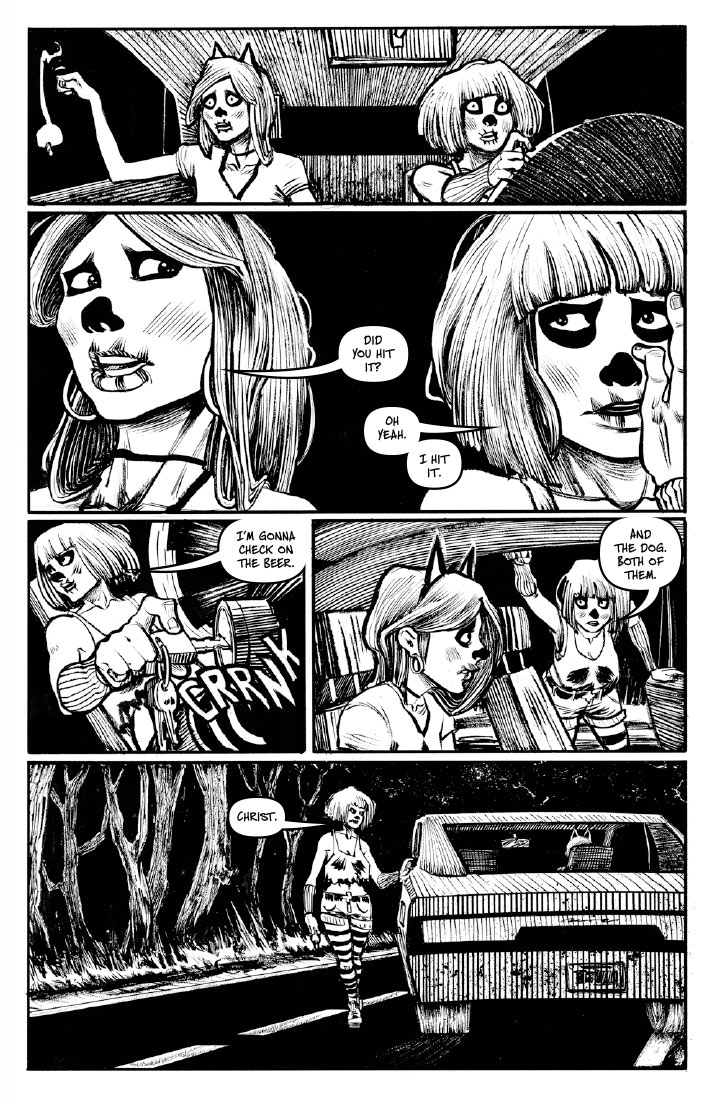 DID
YOU HIT
IT?
OH
YEAH.
I HIT
IT.
I'M GONNA
CHECK ON
THE BEER.
CRRRNK
AND
THE DOG.
BOTH OF
THEM.
CHRIST.